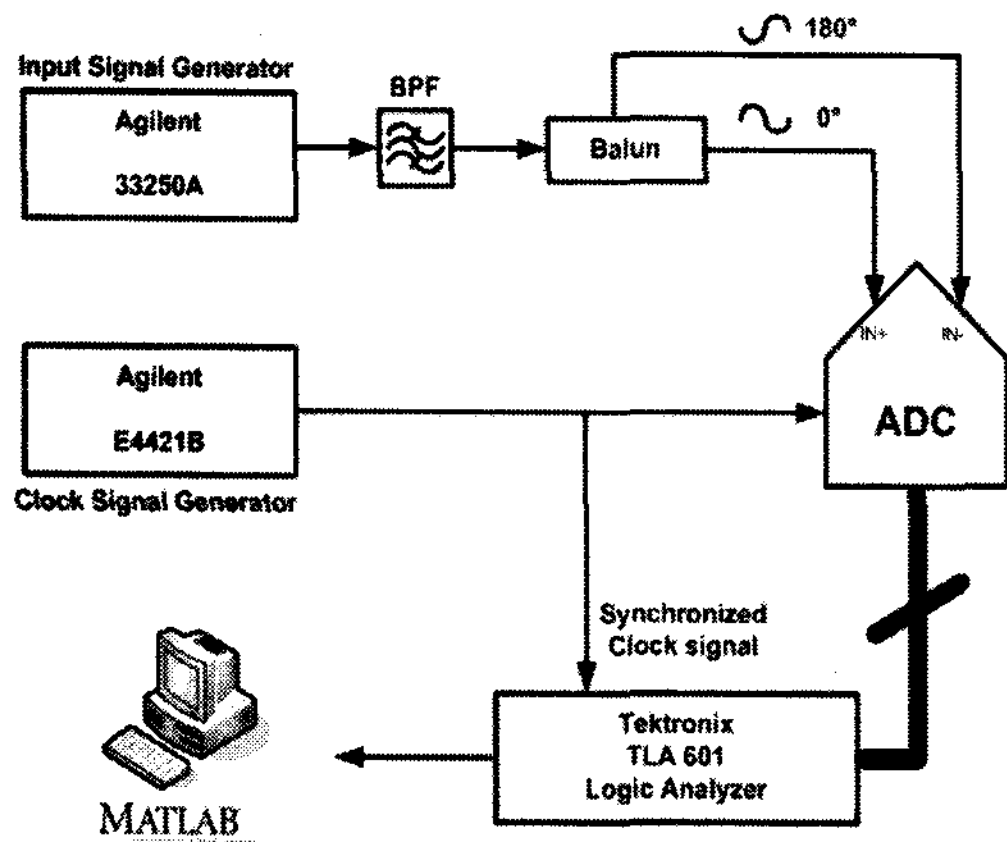 180°
Input Signal Generator
BPF
Agilent
33250A
0°
Balun
IN+
IN-
Agilent
E4421B
ADC
Clock Signal Generator
Synchronized
Clock signal
Tektronix
TLA 601
Logic Analyzer
MATLAB